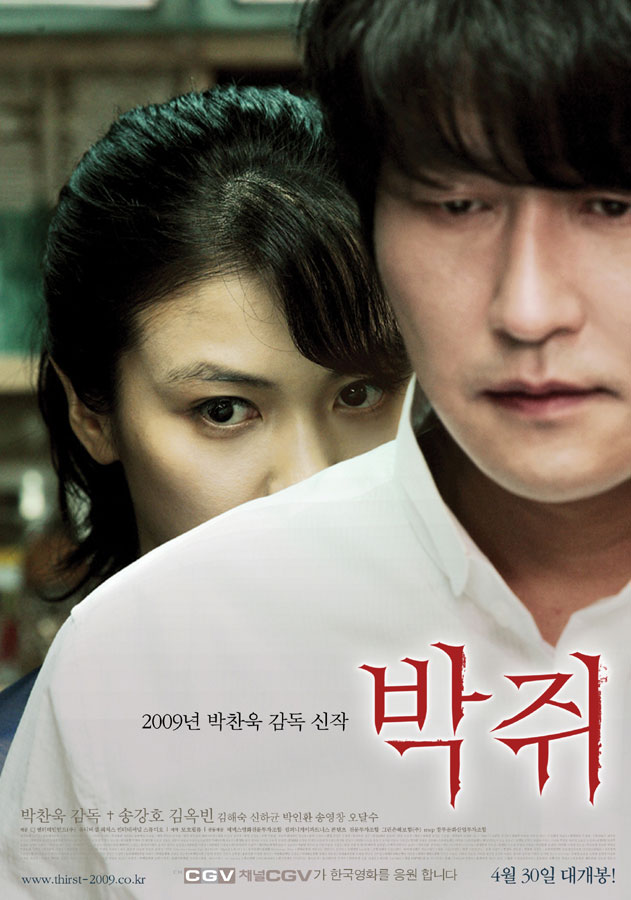 2009년 박찬욱 감독 신작
박쥐
박찬욱 감독 † 송강호 김옥빈 김해숙 신하균 박인환 송영창 오달수
www.thirst-2009.co.kr
CGV 채널CGV가 한국영화를 응원 합니다
4월 30일 대개봉!